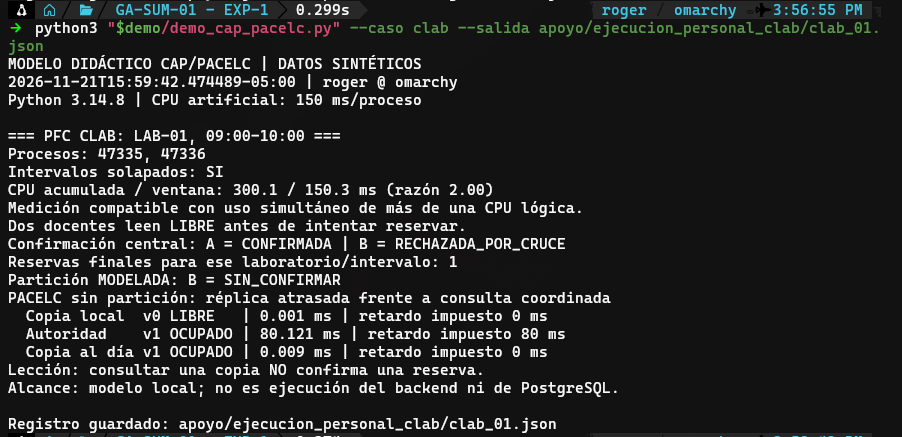 GA-SUM-01 - EXP-1 0.299s roger / omarchy 3:56:55 PM
→ python3 "$demo/demo_cap_pacelc.py" --caso clab --salida apoyo/ejecucion_personal_clab/clab_01.
json
MODELO DIDÁCTICO CAP/PACELC | DATOS SINTÉTICOS
2026-11-21T15:59:42.474489-05:00 | roger @ omarchy
Python 3.14.8 | CPU artificial: 150 ms/proceso
=== PFC CLAB: LAB-01, 09:00-10:00 ===
Procesos: 47335, 47336
Intervalos solapados: SI
CPU acumulada / ventana: 300.1 / 150.3 ms (razón 2.00)
Medición compatible con uso simultáneo de más de una CPU lógica.
Dos docentes leen LIBRE antes de intentar reservar.
Confirmación central: A = CONFIRMADA | B = RECHAZADA_POR_CRUCE
Reservas finales para ese laboratorio/intervalo: 1
Partición MODELADA: B = SIN_CONFIRMAR
PACELC sin partición: réplica atrasada frente a consulta coordinada
Copia local v0 LIBRE | 0.001 ms | retardo impuesto 0 ms
Autoridad v1 OCUPADO | 80.121 ms | retardo impuesto 80 ms
Copia al día v1 OCUPADO | 0.009 ms | retardo impuesto 0 ms
Lección: consultar una copia NO confirma una reserva.
Alcance: modelo local; no es ejecución del backend ni de PostgreSQL.
Registro guardado: apoyo/ejecucion_personal_clab/clab_01.json